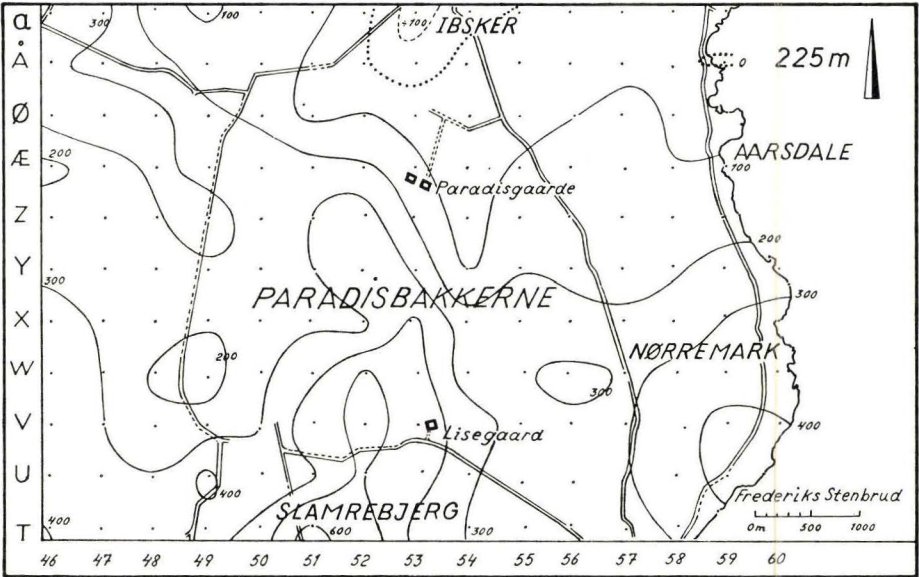 a
300
100
÷100
IBSKER
Å
0
225m
Ø
Æ
200
AARSDALE
100
Paradisgaarde
Z
200
Y
PARADISBAKKERNE
300
300
X
NØRREMARK
W
200
300
V
400
Lisegaard
U
400
Frederiks Stenbrud
SLAMREBJERG
0m 500 1000
T
400
600
300
46 47 48 49 50 51 52 53 54 55 56 57 58 59 60